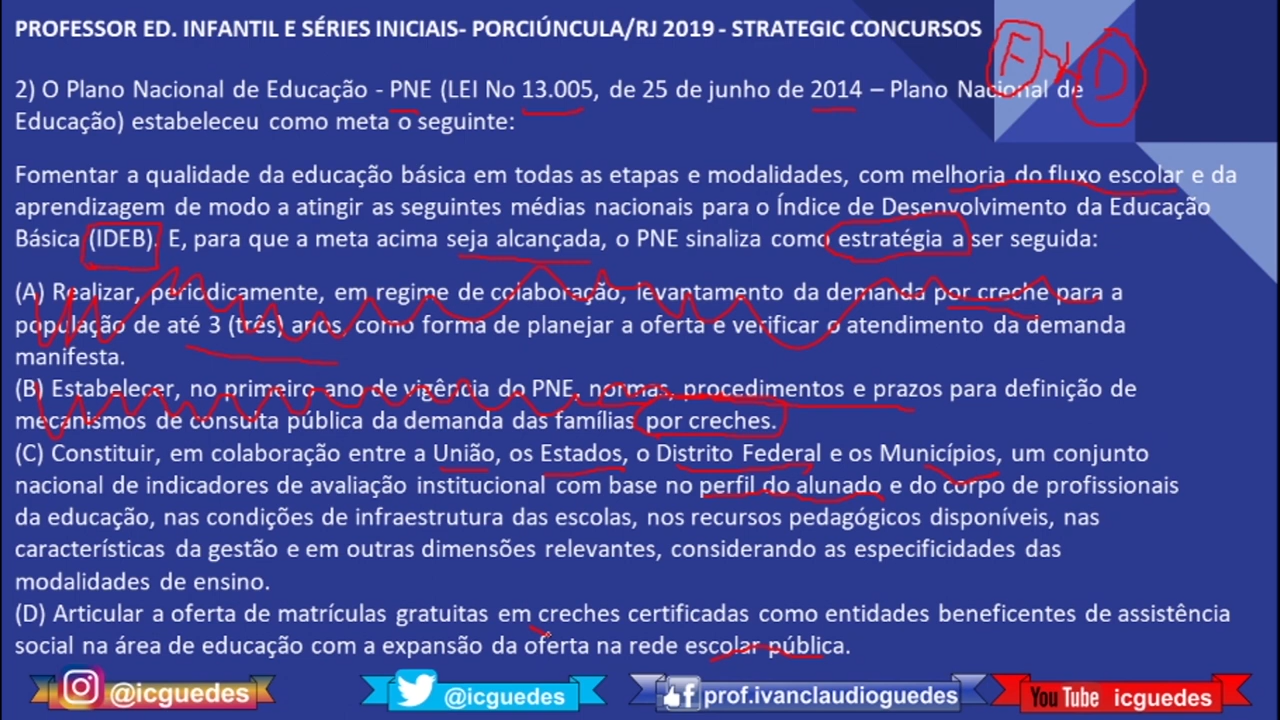 PROFESSOR ED. INFANTIL E SÉRIES INICIAIS- PORCIÚNCULA/RJ 2019 - STRATEGIC CONCURSOS
F D
2) O Plano Nacional de Educação - PNE (LEI No 13.005, de 25 de junho de 2014 – Plano Nacional de
Educação) estabeleceu como meta o seguinte:
Fomentar a qualidade da educação básica em todas as etapas e modalidades, com melhoria do fluxo escolar e da
aprendizagem de modo a atingir as seguintes médias nacionais para o Índice de Desenvolvimento da Educação
Básica (IDEB). E, para que a meta acima seja alcançada, o PNE sinaliza como estratégia a ser seguida:
(A) Realizar, periodicamente, em regime de colaboração, levantamento da demanda por creche para a
população de até 3 (três) anos, como forma de planejar a oferta e verificar o atendimento da demanda
manifesta.
(B) Estabelecer, no primeiro ano de vigência do PNE, normas, procedimentos e prazos para definição de
mecanismos de consulta pública da demanda das famílias por creches.
(C) Constituir, em colaboração entre a União, os Estados, o Distrito Federal e os Municípios, um conjunto
nacional de indicadores de avaliação institucional com base no perfil do alunado e do corpo de profissionais
da educação, nas condições de infraestrutura das escolas, nos recursos pedagógicos disponíveis, nas
características da gestão e em outras dimensões relevantes, considerando as especificidades das
modalidades de ensino.
(D) Articular a oferta de matrículas gratuitas em creches certificadas como entidades beneficentes de assistência
social na área de educação com a expansão da oferta na rede escolar pública.
@icguedes @icguedes prof.ivanclaudioguedes You Tube icguedes